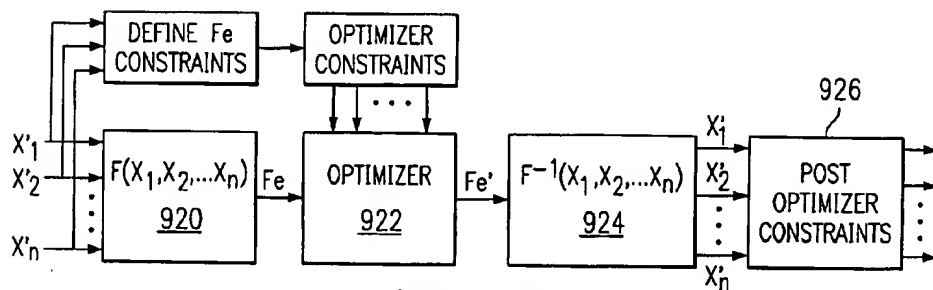 DEFINE Fe
CONSTRAINTS
OPTIMIZER
CONSTRAINTS
926
X'1
X'2
X'n
F(X1,X2,...Xn)
920
Fe
OPTIMIZER
922
Fe'
F-1(X1,X2,...Xn)
924
X'1
X'2
X'n
POST
OPTIMIZER
CONSTRAINTS